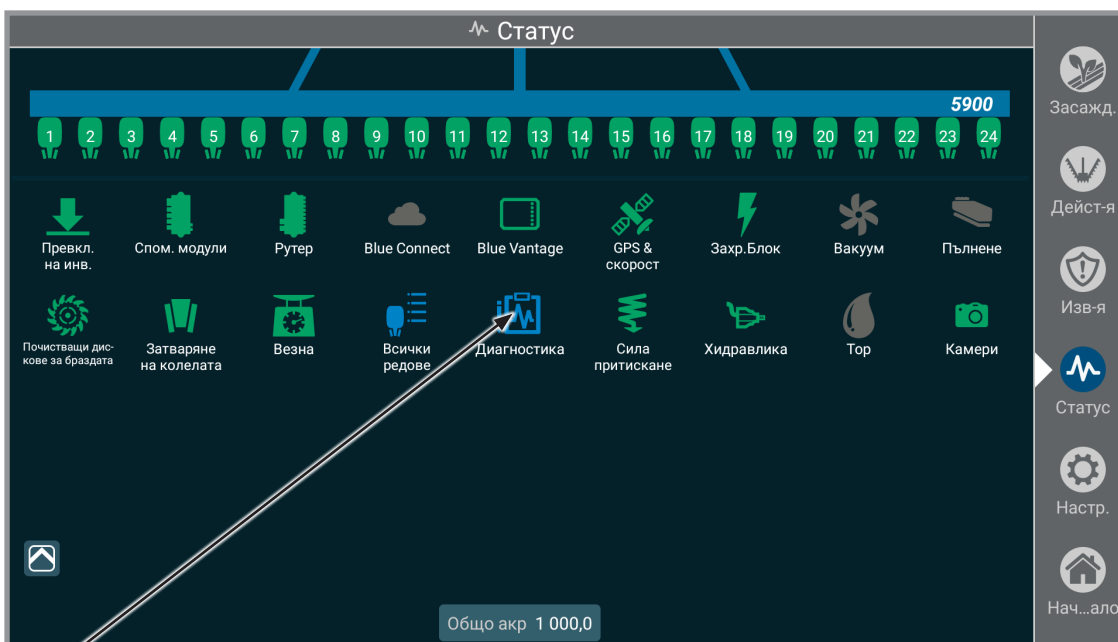 Статус
5900
1 2 3 4 5 6 7 8 9 10 11 12 13 14 15 16 17 18 19 20 21 22 23 24
Превкл.
на инв.
Спом. модули
Рутер
Blue Connect
Blue Vantage
GPS &
скорост
Захр.Блок
Вакуум
Пълнене
Почистващи дис-
кове за браздата
Затваряне
на колелата
Везна
Всички
редове
Диагностика
Сила
притискане
Хидравлика
Тор
Камери
Общо акр 1 000,0
Засажд.
Дейст-я
Изв-я
Статус
Настр.
Нач...ало